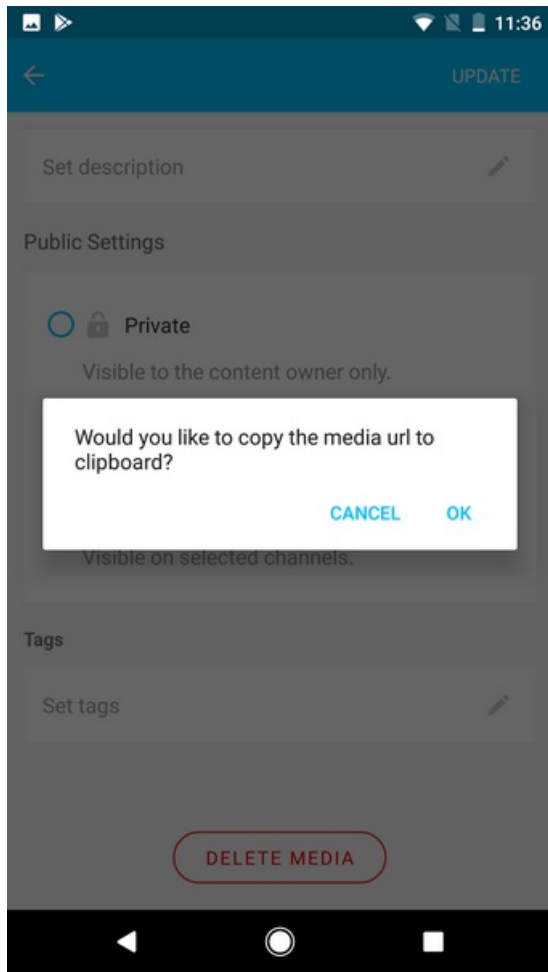 11:36
UPDATE
Set description
Public Settings
Private
Visible to the content owner only.
Would you like to copy the media url to
clipboard?
CANCEL OK
Visible on selected channels.
Tags
Set tags
DELETE MEDIA